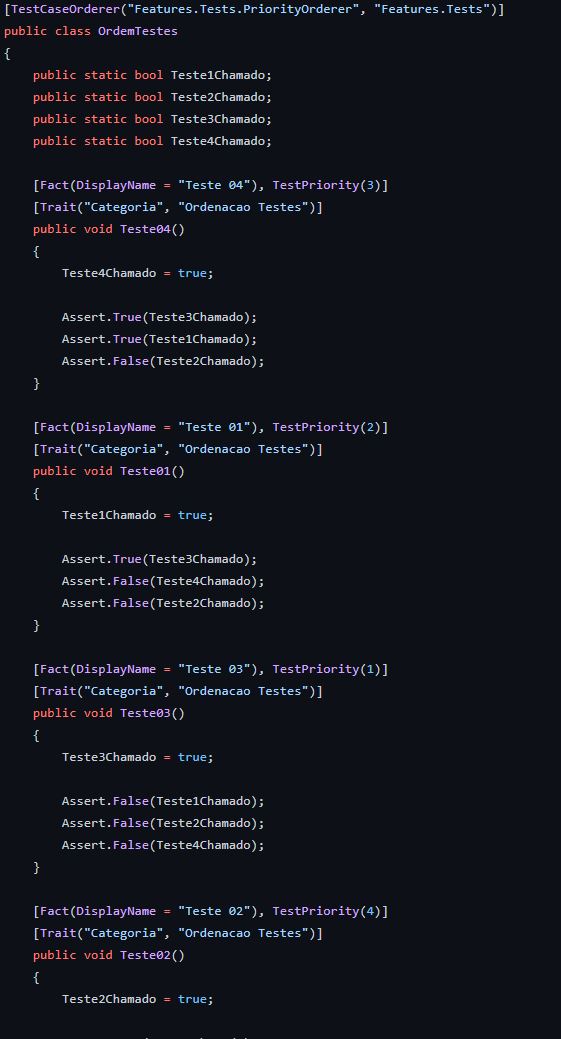 [TestCaseOrderer("Features.Tests.PriorityOrderer", "Features.Tests")]
public class OrdemTestes
{
    public static bool Teste1Chamado;
    public static bool Teste2Chamado;
    public static bool Teste3Chamado;
    public static bool Teste4Chamado;

    [Fact(DisplayName = "Teste 04"), TestPriority(3)]
    [Trait("Categoria", "Ordenacao Testes")]
    public void Teste04()
    {
        Teste4Chamado = true;

        Assert.True(Teste3Chamado);
        Assert.True(Teste1Chamado);
        Assert.False(Teste2Chamado);
    }

    [Fact(DisplayName = "Teste 01"), TestPriority(2)]
    [Trait("Categoria", "Ordenacao Testes")]
    public void Teste01()
    {
        Teste1Chamado = true;

        Assert.True(Teste3Chamado);
        Assert.False(Teste4Chamado);
        Assert.False(Teste2Chamado);
    }

    [Fact(DisplayName = "Teste 03"), TestPriority(1)]
    [Trait("Categoria", "Ordenacao Testes")]
    public void Teste03()
    {
        Teste3Chamado = true;

        Assert.False(Teste1Chamado);
        Assert.False(Teste2Chamado);
        Assert.False(Teste4Chamado);
    }

    [Fact(DisplayName = "Teste 02"), TestPriority(4)]
    [Trait("Categoria", "Ordenacao Testes")]
    public void Teste02()
    {
        Teste2Chamado = true;